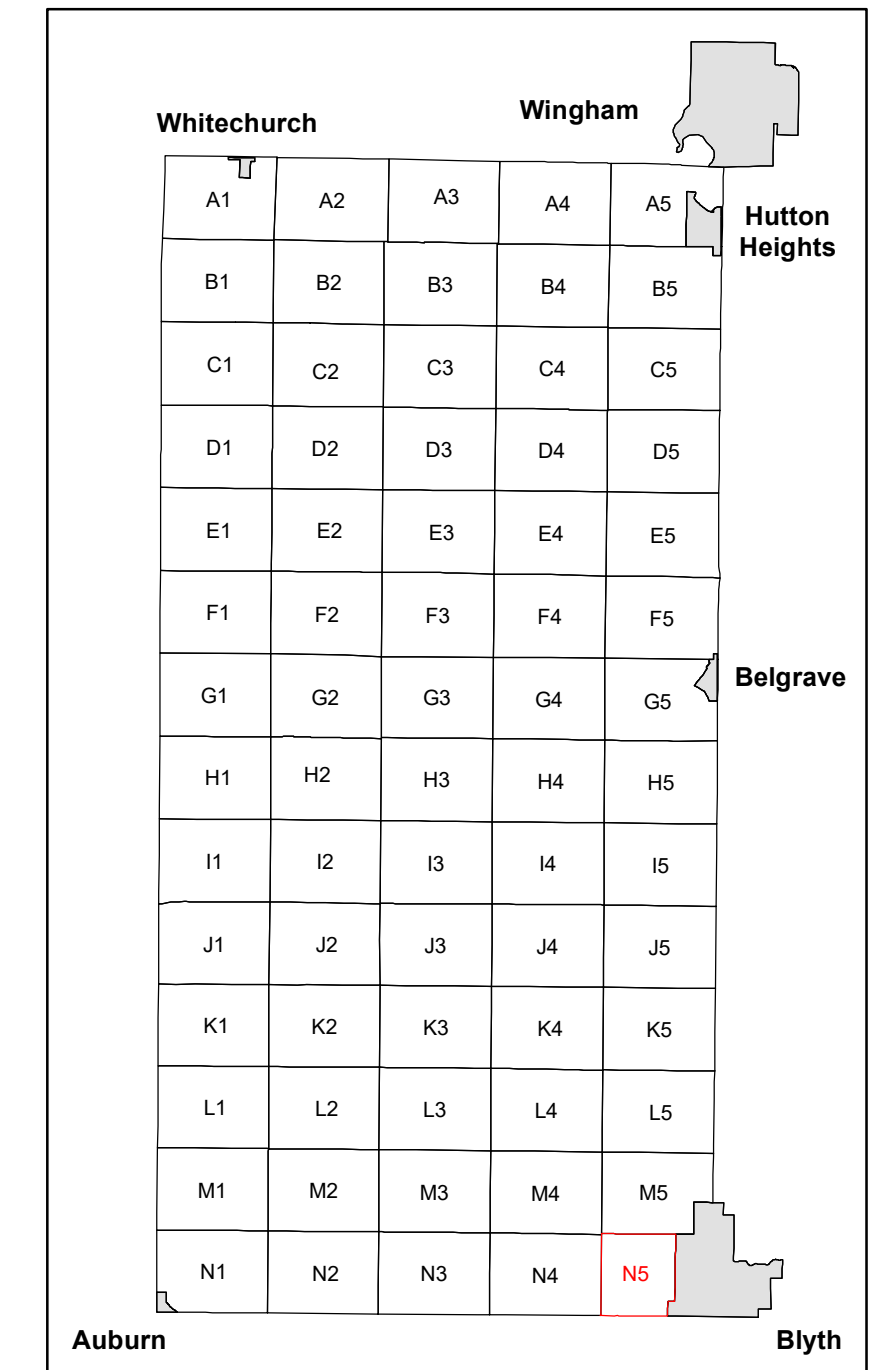 Wingham
Whitechurch
A1 A2 A3 A4 A5
Hutton
Heights
B1 B2 B3 B4 B5
C1 C2 C3 C4 C5
D1 D2 D3 D4 D5
E1 E2 E3 E4 E5
F1 F2 F3 F4 F5
Belgrave
G1 G2 G3 G4 G5
H1 H2 H3 H4 H5
I1 I2 I3 I4 I5
J1 J2 J3 J4 J5
K1 K2 K3 K4 K5
L1 L2 L3 L4 L5
M1 M2 M3 M4 M5
N1 N2 N3 N4 N5
Auburn Blyth